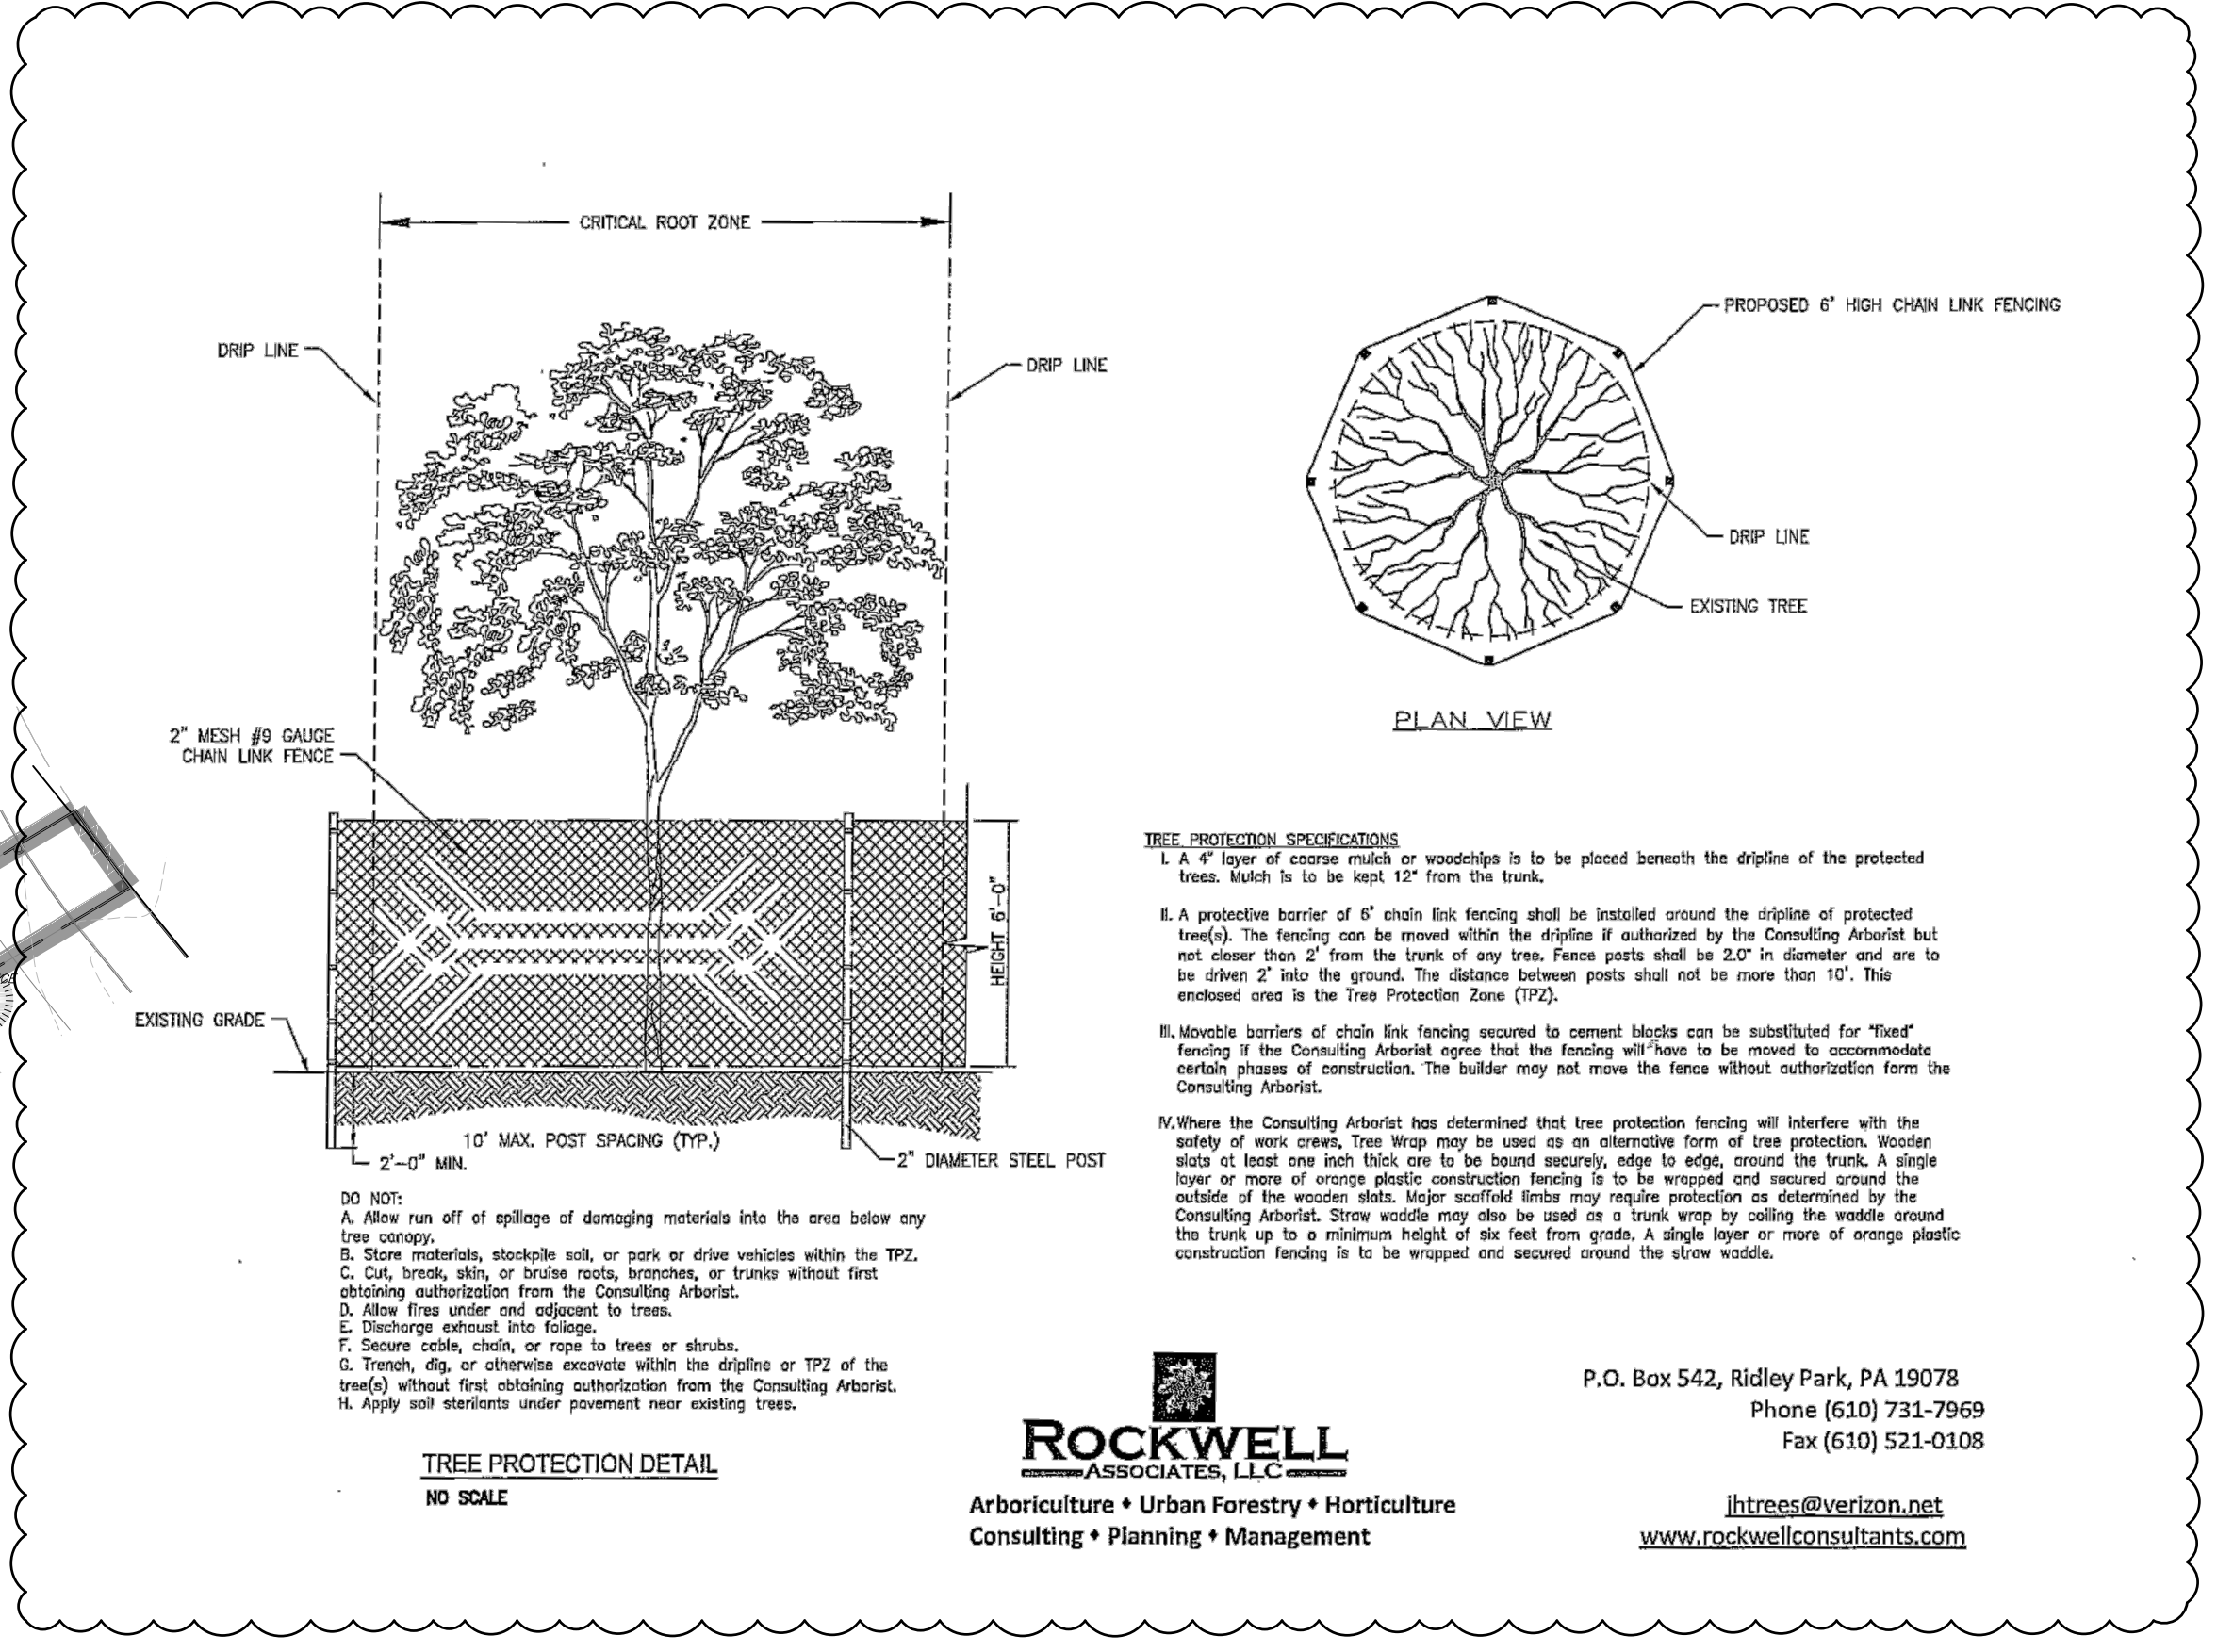 CRITICAL ROOT ZONE
DRIP LINE
DRIP LINE
2" MESH #9 GAUGE
CHAIN LINK FENCE
HEIGHT 6'-0"
EXISTING GRADE
10' MAX. POST SPACING (TYP.)
2'-0" MIN.
2" DIAMETER STEEL POST
DO NOT:
A. Allow run off of spillage of damaging materials into the area below any
tree canopy.
B. Store materials, stockpile soil, or park or drive vehicles within the TPZ.
C. Cut, break, skin, or bruise roots, branches, or trunks without first
obtaining authorization from the Consulting Arborist.
D. Allow fires under and adjacent to trees.
E. Discharge exhaust into foliage.
F. Secure cable, chain, or rope to trees or shrubs.
G. Trench, dig, or otherwise excavate within the dripline or TPZ of the
tree(s) without first obtaining authorization from the Consulting Arborist.
H. Apply soil sterilants under pavement near existing trees.
TREE PROTECTION DETAIL
NO SCALE
PROPOSED 6' HIGH CHAIN LINK FENCING
DRIP LINE
EXISTING TREE
PLAN VIEW
TREE PROTECTION SPECIFICATIONS
I. A 4" layer of coarse mulch or woodchips is to be placed beneath the dripline of the protected
trees. Mulch is to be kept 12" from the trunk.
II. A protective barrier of 6' chain link fencing shall be installed around the dripline of protected
tree(s). The fencing can be moved within the dripline if authorized by the Consulting Arborist but
not closer than 2' from the trunk of any tree. Fence posts shall be 2.0" in diameter and are to
be driven 2' into the ground. The distance between posts shall not be more than 10'. This
enclosed area is the Tree Protection Zone (TPZ).
III. Movable barriers of chain link fencing secured to cement blocks can be substituted for "fixed"
fencing if the Consulting Arborist agree that the fencing will have to be moved to accommodate
certain phases of construction. The builder may not move the fence without authorization form the
Consulting Arborist.
IV. Where the Consulting Arborist has determined that tree protection fencing will interfere with the
safety of work crews, Tree Wrap may be used as an alternative form of tree protection. Wooden
slats at least one inch thick are to be bound securely, edge to edge, around the trunk. A single
layer or more of orange plastic construction fencing is to be wrapped and secured around the
outside of the wooden slats. Major scaffold limbs may require protection as determined by the
Consulting Arborist. Straw waddle may also be used as a trunk wrap by coiling the waddle around
the trunk up to a minimum height of six feet from grade. A single layer or more of orange plastic
construction fencing is to be wrapped and secured around the straw waddle.
ROCKWELL
ASSOCIATES, LLC
Arboriculture ♦ Urban Forestry ♦ Horticulture
Consulting ♦ Planning ♦ Management
P.O. Box 542, Ridley Park, PA 19078
Phone (610) 731-7969
Fax (610) 521-0108
jhtrees@verizon.net
www.rockwellconsultants.com